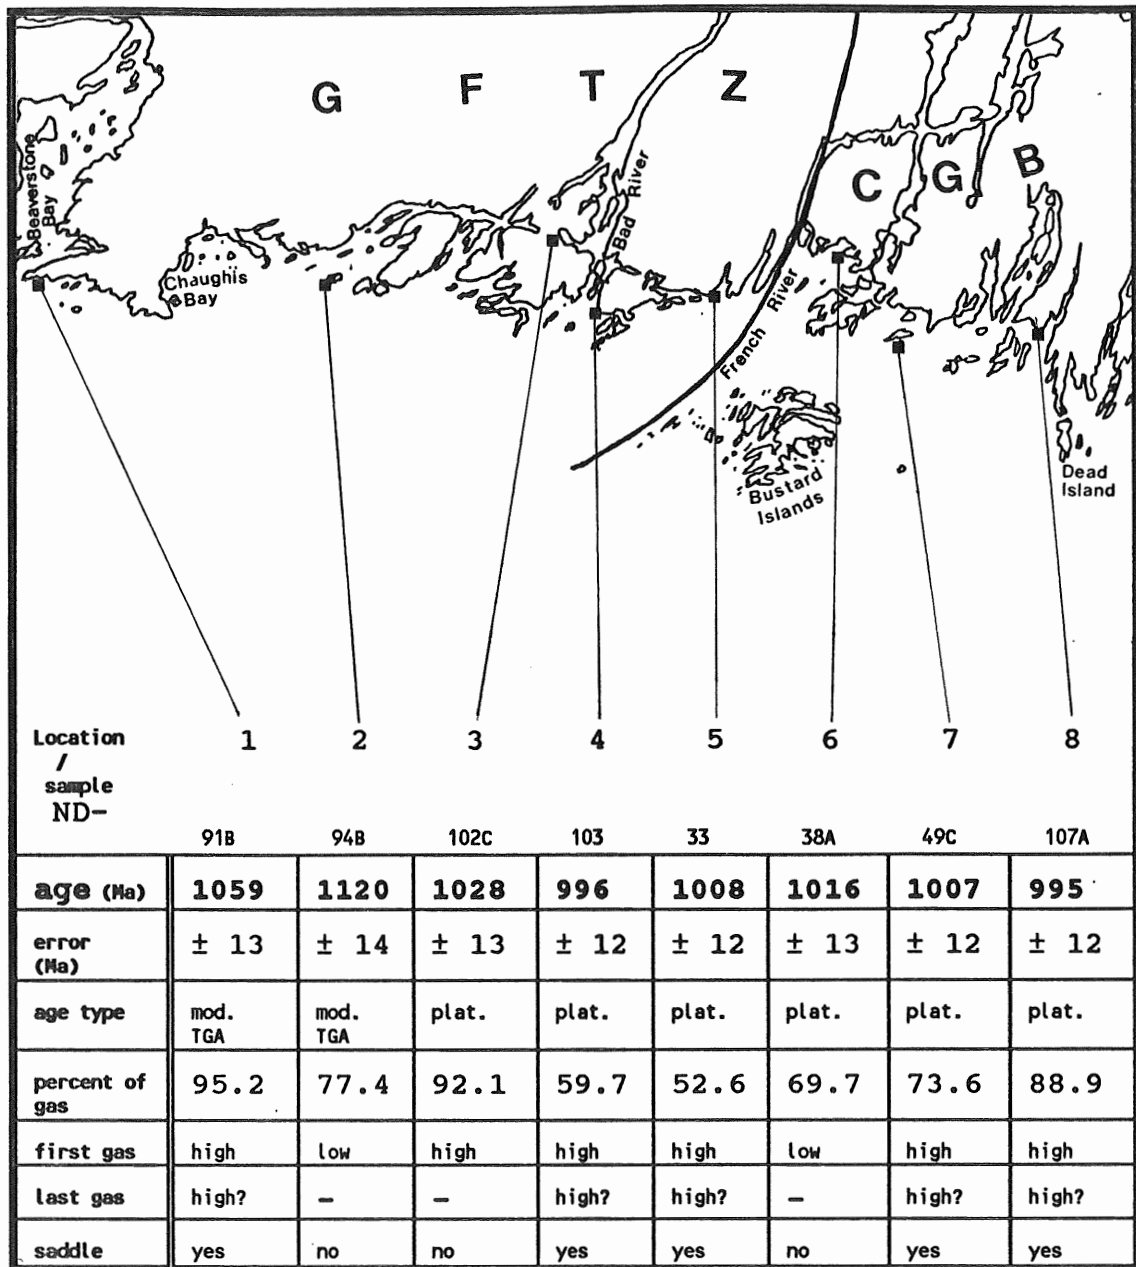 G F T Z
C G B
Beaverstone
Bay
Chaughis
Bay
Bad River
French River
Bustard
Islands
Dead
Island
Location
/
sample
ND-
1 2 3 4 5 6 7 8
91B 94B 102C 103 33 38A 49C 107A
age (Ma) 1059 1120 1028 996 1008 1016 1007 995
error
(Ma) ± 13 ± 14 ± 13 ± 12 ± 12 ± 13 ± 12 ± 12
age type mod. mod. plat. plat. plat. plat. plat. plat.
TGA TGA
percent of
gas 95.2 77.4 92.1 59.7 52.6 69.7 73.6 88.9
first gas high low high high high low high high
last gas high? – – high? high? – high? high?
saddle yes no no yes yes no yes yes